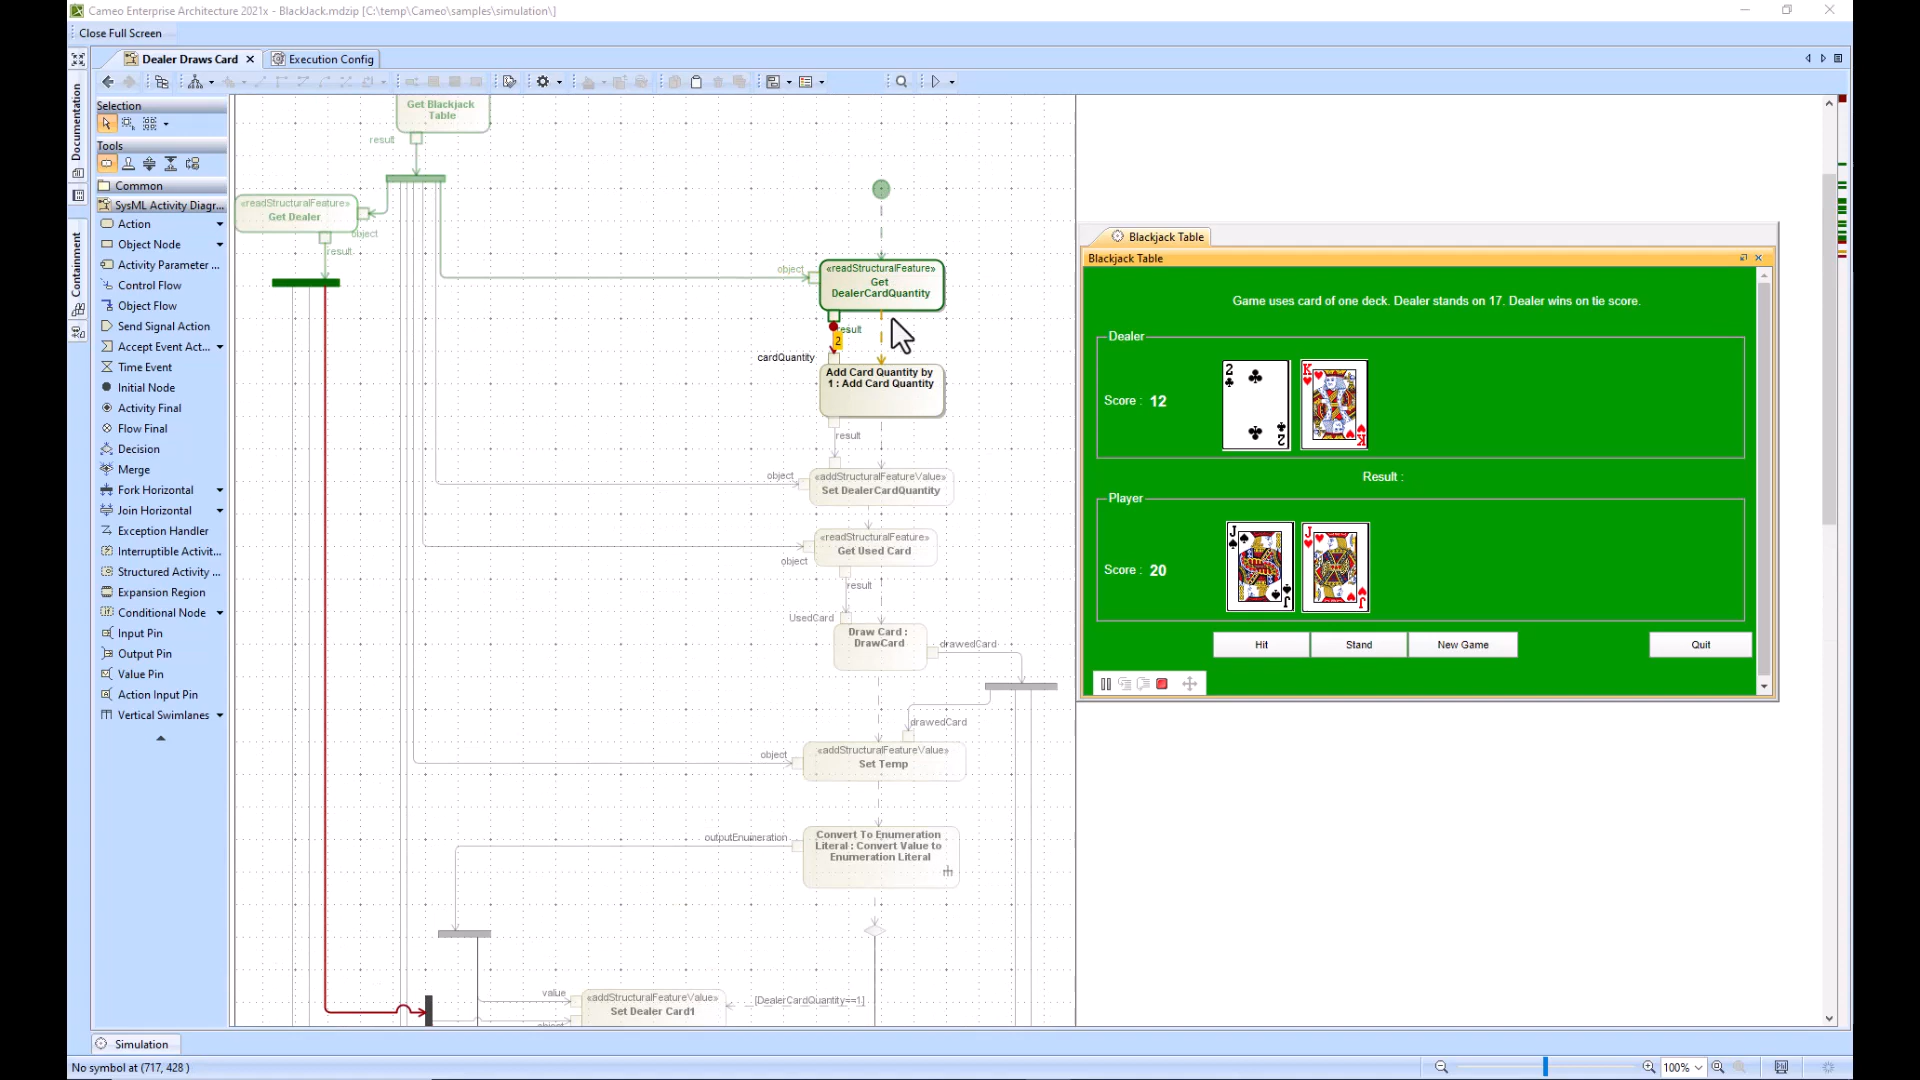 Cameo Enterprise Architecture 2021x - BlackJack.mdzip [C:\temp\Cameo\samples\simulation\]
Close Full Screen
Dealer Draws Card
Execution Config
Documentation
Containment
Selection
Tools
Common
SysML Activity Diagr...
Action
Object Node
Activity Parameter ...
Control Flow
Object Flow
Send Signal Action
Accept Event Act...
Time Event
Initial Node
Activity Final
Flow Final
Decision
Merge
Fork Horizontal
Join Horizontal
Exception Handler
Interruptible Activit...
Structured Activity ...
Expansion Region
Conditional Node
Input Pin
Output Pin
Value Pin
Action Input Pin
Vertical Swimlanes
Get Blackjack
Table
result
«readStructuralFeature»
Get Dealer
object
result
object
«readStructuralFeature»
Get
DealerCardQuantity
result
2
cardQuantity
Add Card Quantity by
1 : Add Card Quantity
result
object
«addStructuralFeatureValue»
Set DealerCardQuantity
«readStructuralFeature»
Get Used Card
object
result
UsedCard
Draw Card :
DrawCard
drawedCard
drawedCard
object
«addStructuralFeatureValue»
Set Temp
outputEnumeration
Convert To Enumeration
Literal : Convert Value to
Enumeration Literal
value
«addStructuralFeatureValue»
Set Dealer Card1
[DealerCardQuantity==1]
object
Blackjack Table
Blackjack Table
Game uses card of one deck. Dealer stands on 17. Dealer wins on tie score.
Dealer
Score : 12
2
2
K
K
Result :
Player
Score : 20
J
J
J
J
Hit
Stand
New Game
Quit
Simulation
No symbol at (717, 428 )
100%